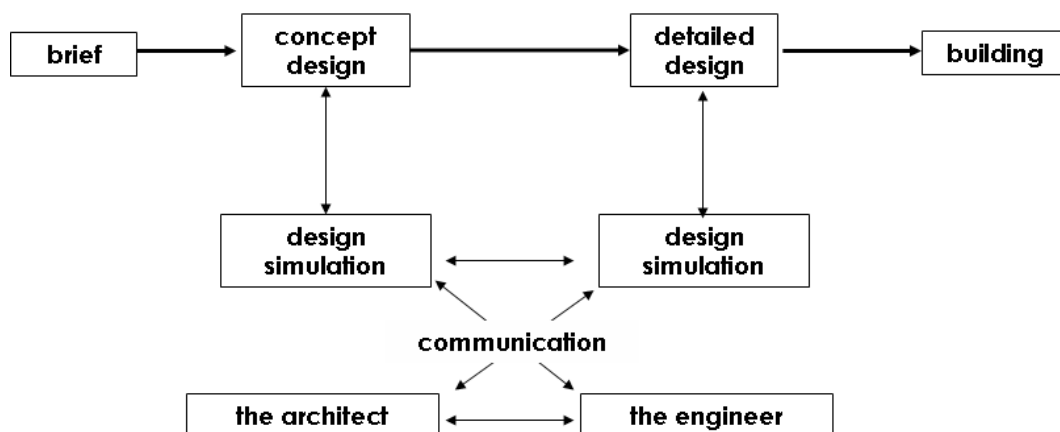 brief
concept
design
detailed
design
building
design
simulation
design
simulation
communication
the architect
the engineer